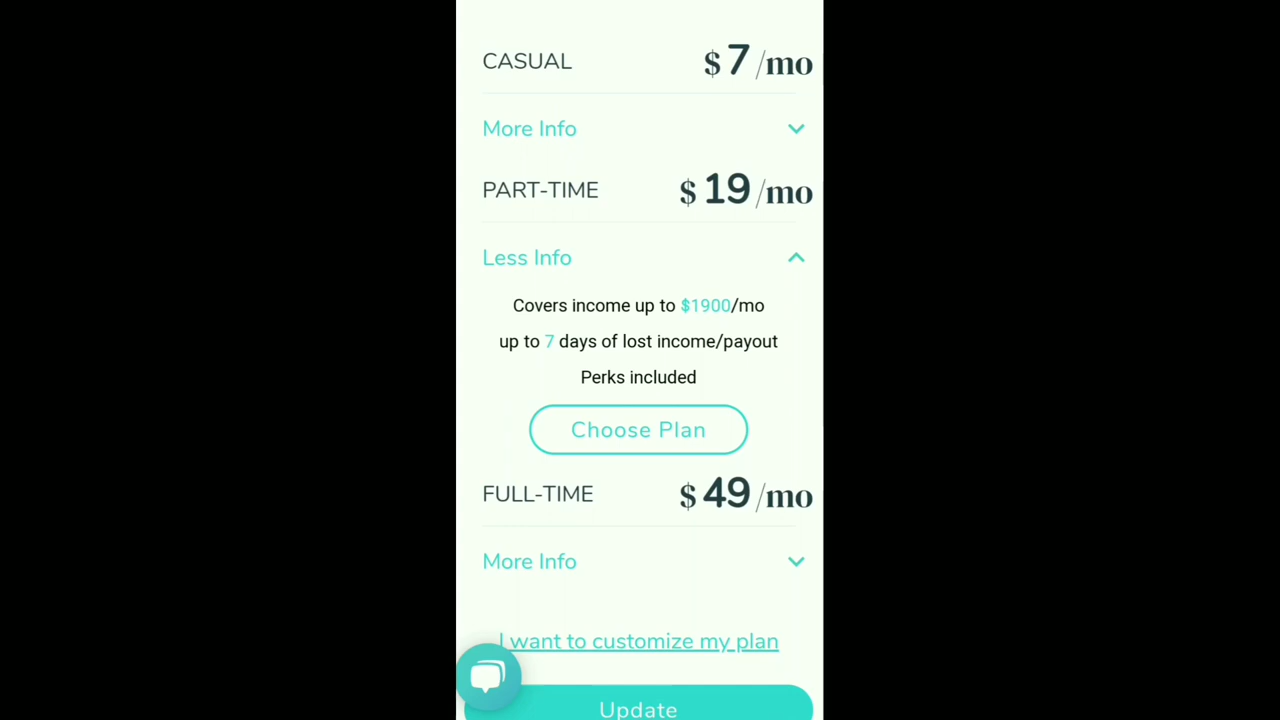 CASUAL $7/mo
More Info
PART-TIME $19/mo
Less Info
Covers income up to $1900/mo
up to 7 days of lost income/payout
Perks included
Choose Plan
FULL-TIME $49/mo
More Info
I want to customize my plan
Update